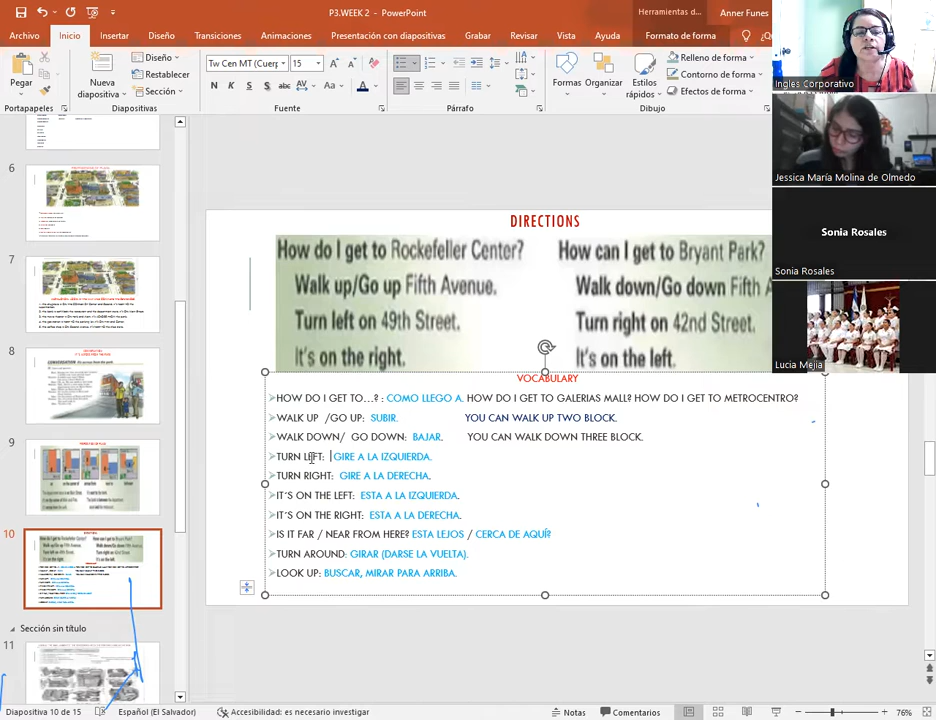 P3.WEEK 2 - PowerPoint
Herramientas d...
Anner Funes
Archivo
Inicio
Insertar
Diseño
Transiciones
Animaciones
Presentación con diapositivas
Grabar
Revisar
Vista
Ayuda
Formato de forma
Pegar
Nueva diapositiva
Diseño
Restablecer
Sección
Tw Cen MT (Cuerp
15
N K S S abc AV Aa A
Formas
Organizar
Estilos rápidos
Relleno de forma
Contorno de forma
Efectos de forma
Portapapeles
Diapositivas
Fuente
Párrafo
Dibujo
Ingles Corporativo
Jessica María Molina de Olmedo
Sonia Rosales
Sonia Rosales
Lucia Mejia
6
7
8
9
10
Sección sin título
11
DIRECTIONS
How do I get to Rockefeller Center?
Walk up/Go up Fifth Avenue.
Turn left on 49th Street.
It's on the right.
How can I get to Bryant Park?
Walk down/Go down Fifth A
Turn right on 42nd Street.
It's on the left.
VOCABULARY
HOW DO I GET TO...? : COMO LLEGO A. HOW DO I GET TO GALERIAS MALL? HOW DO I GET TO METROCENTRO?
WALK UP /GO UP: SUBIR. YOU CAN WALK UP TWO BLOCK.
WALK DOWN/ GO DOWN: BAJAR. YOU CAN WALK DOWN THREE BLOCK.
TURN LEFT: GIRE A LA IZQUIERDA.
TURN RIGHT: GIRE A LA DERECHA.
IT´S ON THE LEFT: ESTA A LA IZQUIERDA.
IT´S ON THE RIGHT: ESTA A LA DERECHA.
IS IT FAR / NEAR FROM HERE? ESTA LEJOS / CERCA DE AQUÍ?
TURN AROUND: GIRAR (DARSE LA VUELTA).
LOOK UP: BUSCAR, MIRAR PARA ARRIBA.
Diapositiva 10 de 15
Español (El Salvador)
Accesibilidad: es necesario investigar
Notas
Comentarios
76%